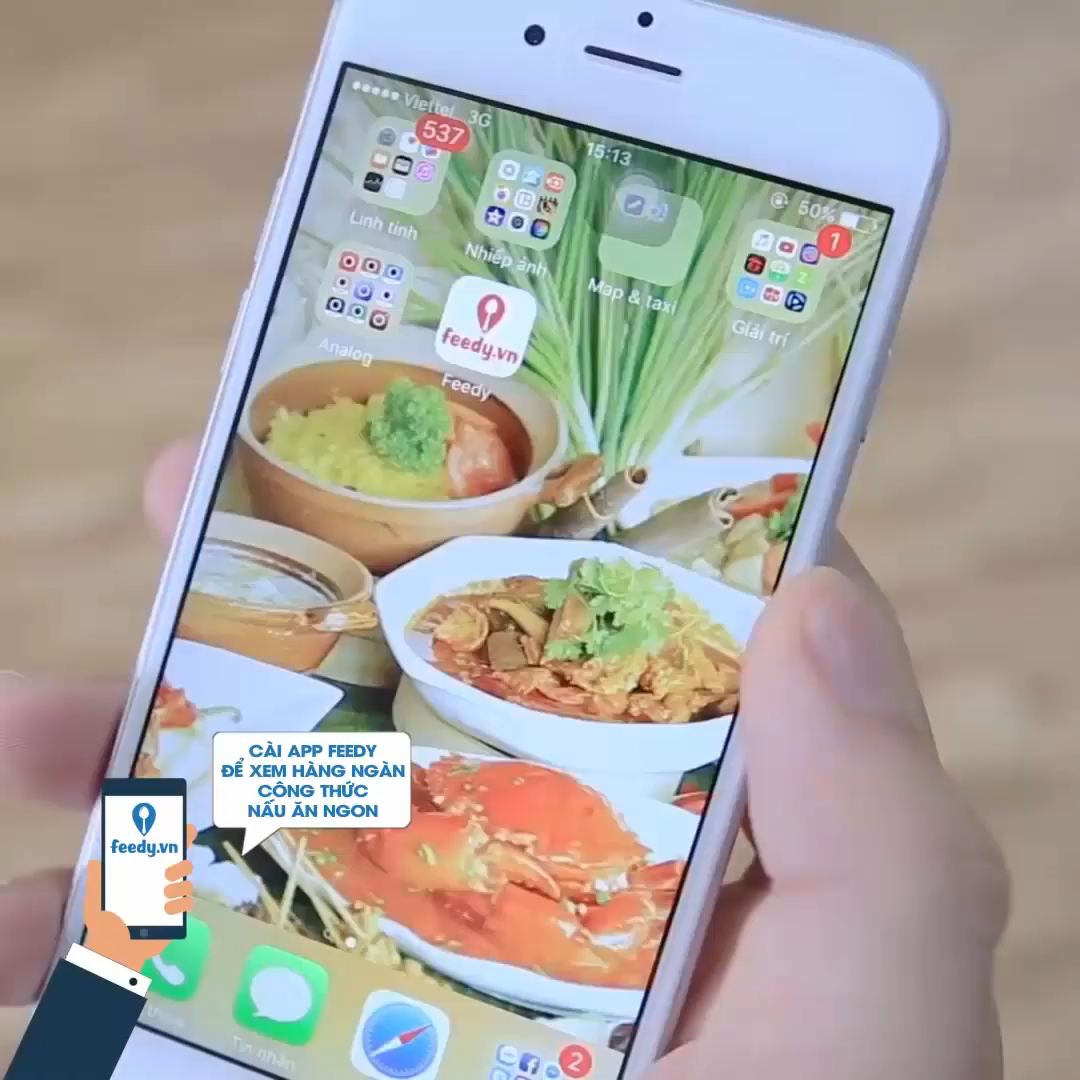 Viettel 3G
15:13
50%
537
1
Linh tinh
Nhiếp ảnh
Map & taxi
Giải trí
Analog
feedy.vn
Feedy
CÀI APP FEEDY
ĐỂ XEM HÀNG NGÀN
CÔNG THỨC
NẤU ĂN NGON
feedy.vn
Tin nhắn
2